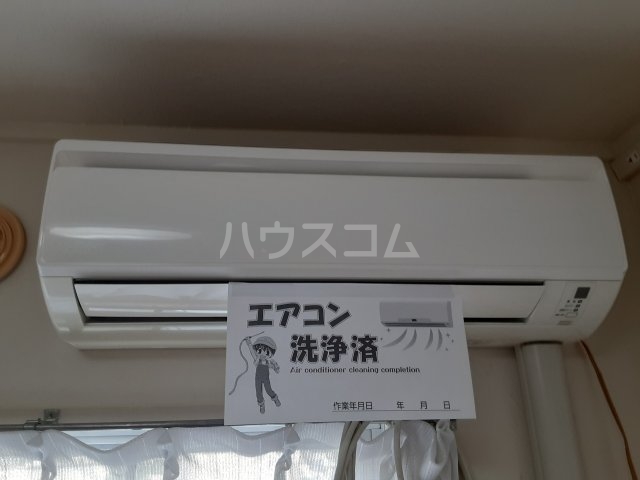 ハウスコム
エアコン
洗浄済
Air conditioner cleaning completion
作業年月日　年　月　日